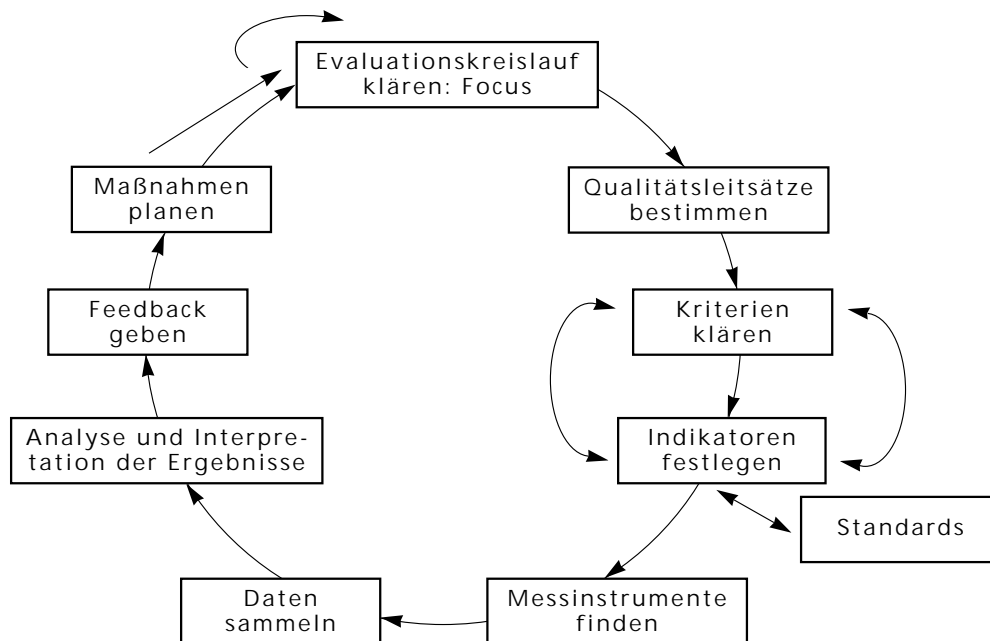 Evaluationskreislauf
klären: Focus
Maßnahmen
planen
Qualitätsleitsätze
bestimmen
Feedback
geben
Kriterien
klären
Analyse und Interpre-
tation der Ergebnisse
Indikatoren
festlegen
Standards
Daten
sammeln
Messinstrumente
finden